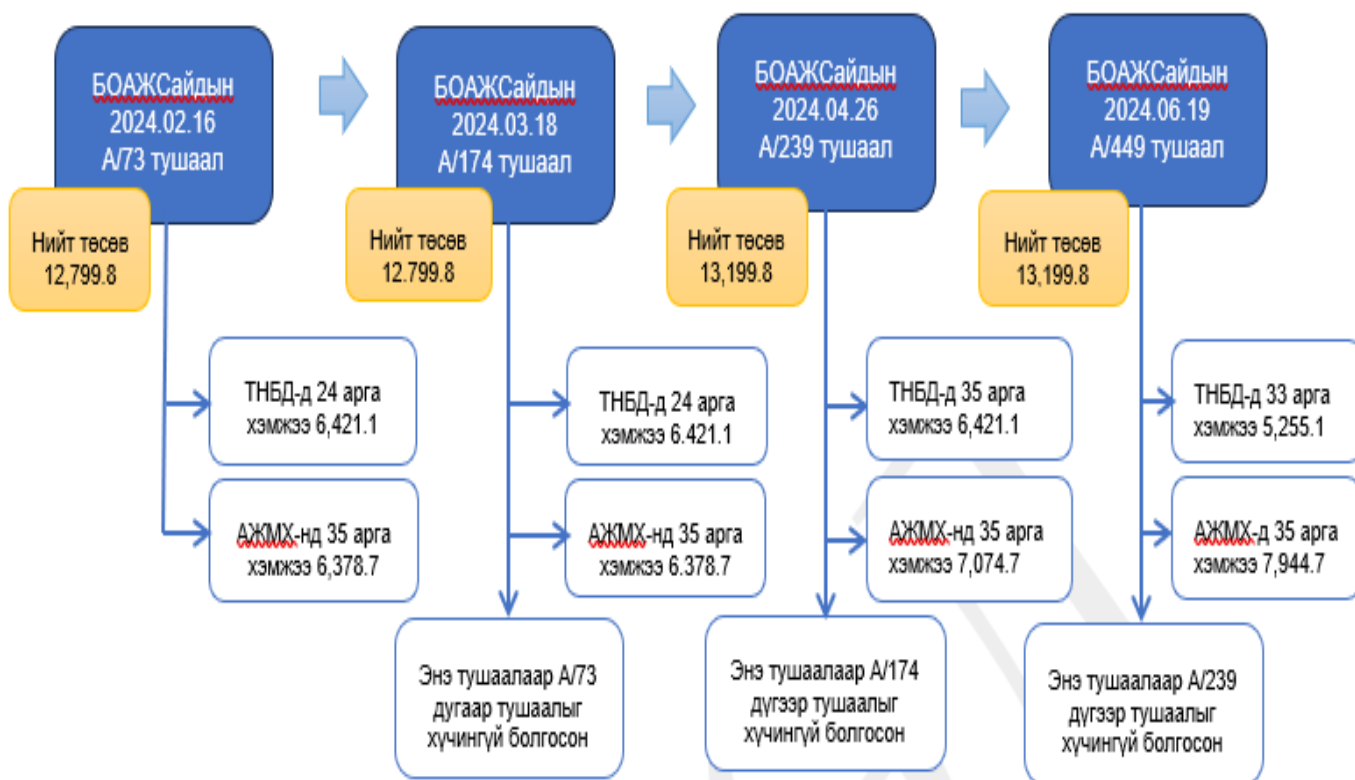 БОАЖСайдын
2024.02.16
А/73 тушаал
Нийт төсөв
12,799.8
ТНБД-д 24 арга
хэмжээ 6,421.1
АЖМХ-нд 35 арга
хэмжээ 6,378.7
БОАЖСайдын
2024.03.18
А/174 тушаал
Нийт төсөв
12.799.8
ТНБД-д 24 арга
хэмжээ 6.421.1
АЖМХ-нд 35 арга
хэмжээ 6.378.7
Энэ тушаалаар А/73
дугаар тушаалыг
хүчингүй болгосон
БОАЖСайдын
2024.04.26
А/239 тушаал
Нийт төсөв
13,199.8
ТНБД-д 35 арга
хэмжээ 6,421.1
АЖМХ-нд 35 арга
хэмжээ 7,074.7
Энэ тушаалаар А/174
дүгээр тушаалыг
хүчингүй болгосон
БОАЖСайдын
2024.06.19
А/449 тушаал
Нийт төсөв
13,199.8
ТНБД-д 33 арга
хэмжээ 5,255.1
АЖМХ-д 35 арга
хэмжээ 7,944.7
Энэ тушаалаар А/239
дүгээр тушаалыг
хүчингүй болгосон